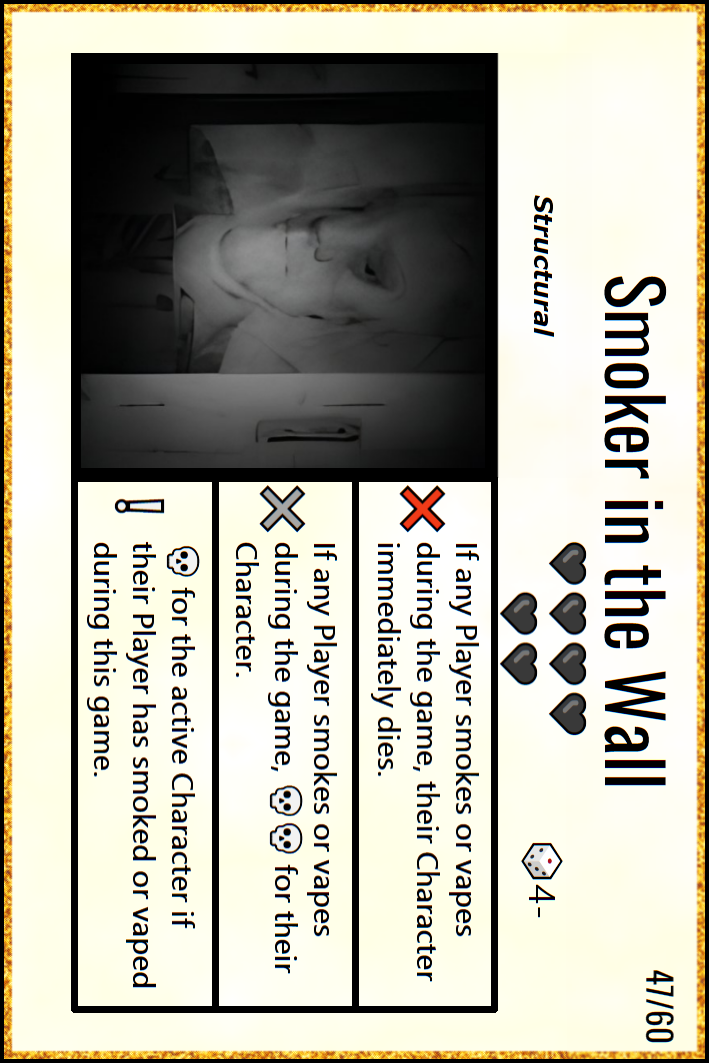 Smoker in the Wall
47/60
Structural
🖤🖤🖤🖤
🖤🖤
🎲4-
❌ If any Player smokes or vapes
during the game, their Character
immediately dies.
✖ If any Player smokes or vapes
during the game, 💀💀 for their
Character.
! 💀 for the active Character if
their Player has smoked or vaped
during this game.